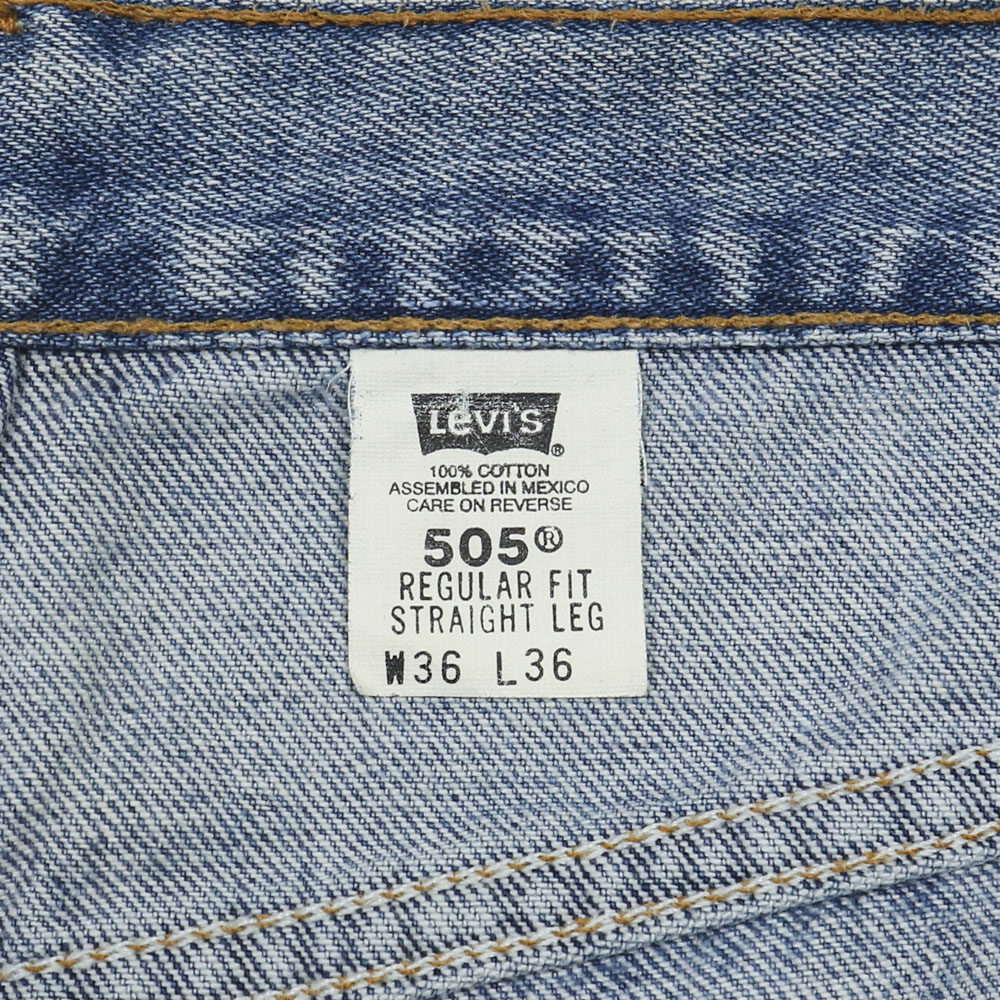 LEVI'S®
100% COTTON
ASSEMBLED IN MEXICO
CARE ON REVERSE
505®
REGULAR FIT
STRAIGHT LEG
W36 L36